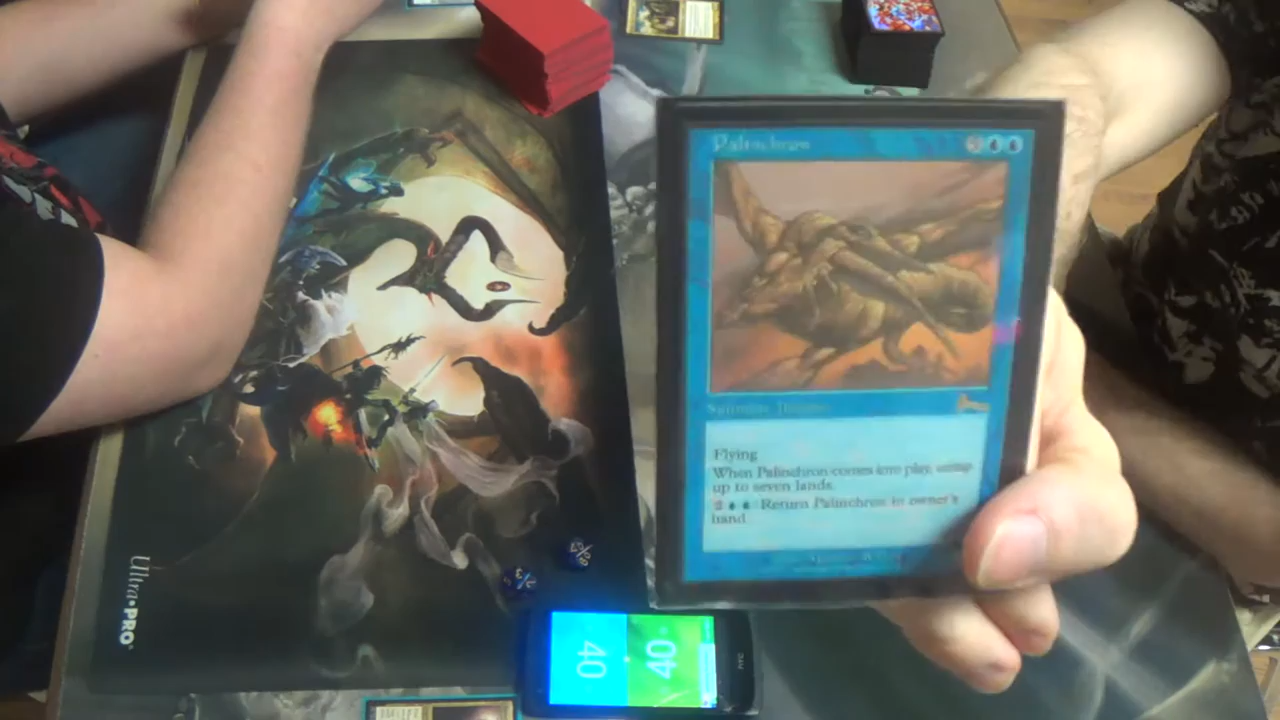 Palinchron
Flying
When Palinchron comes into play, untap
up to seven lands.
Return Palinchron to owner's
hand
Ultra•PRO
40
40
hTC